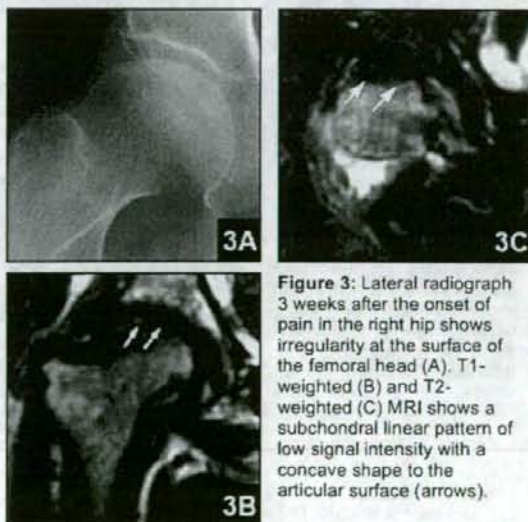 3A
3C
3B
Figure 3: Lateral radiograph
3 weeks after the onset of
pain in the right hip shows
irregularity at the surface of
the femoral head (A). T1-
weighted (B) and T2-
weighted (C) MRI shows a
subchondral linear pattern of
low signal intensity with a
concave shape to the
articular surface (arrows).